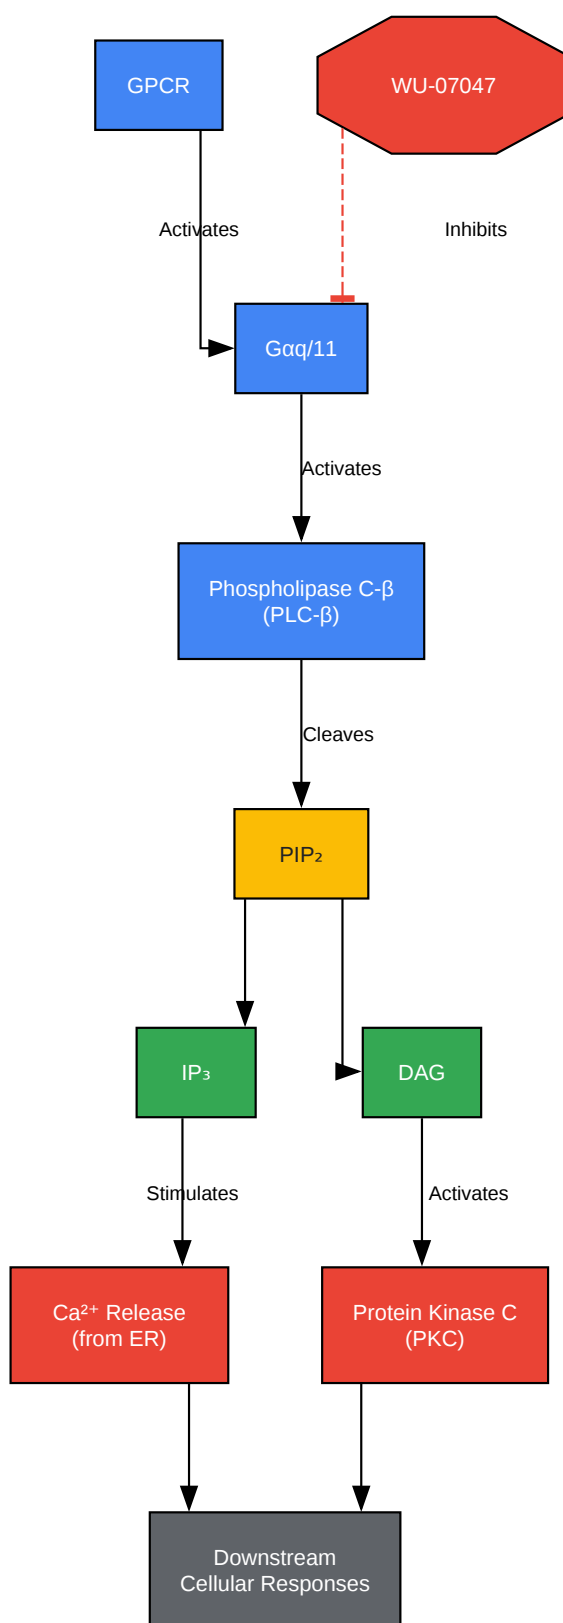 GPCR
WU-07047
Activates
Inhibits
Gαq/11
Activates
Phospholipase C-β
(PLC-β)
Cleaves
PIP₂
IP₃
DAG
Stimulates
Activates
Ca²⁺ Release
(from ER)
Protein Kinase C
(PKC)
Downstream
Cellular Responses